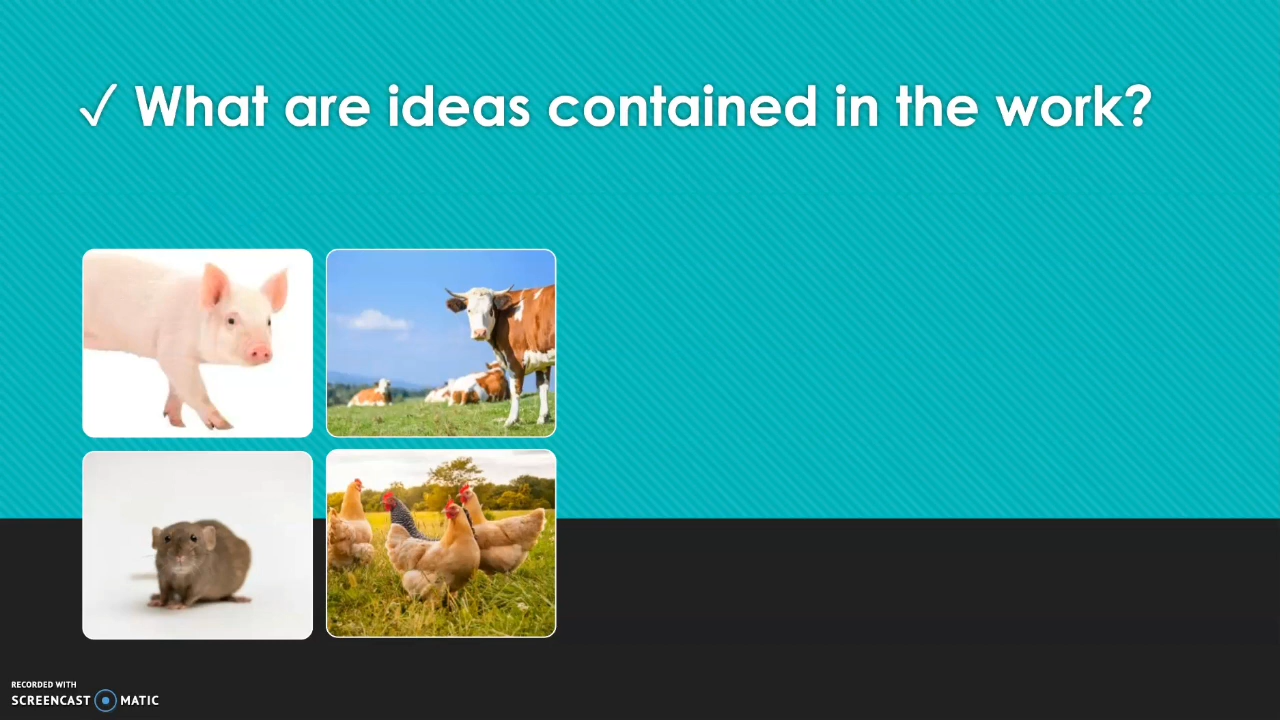 ✓ What are ideas contained in the work?
RECORDED WITH
SCREENCAST MATIC